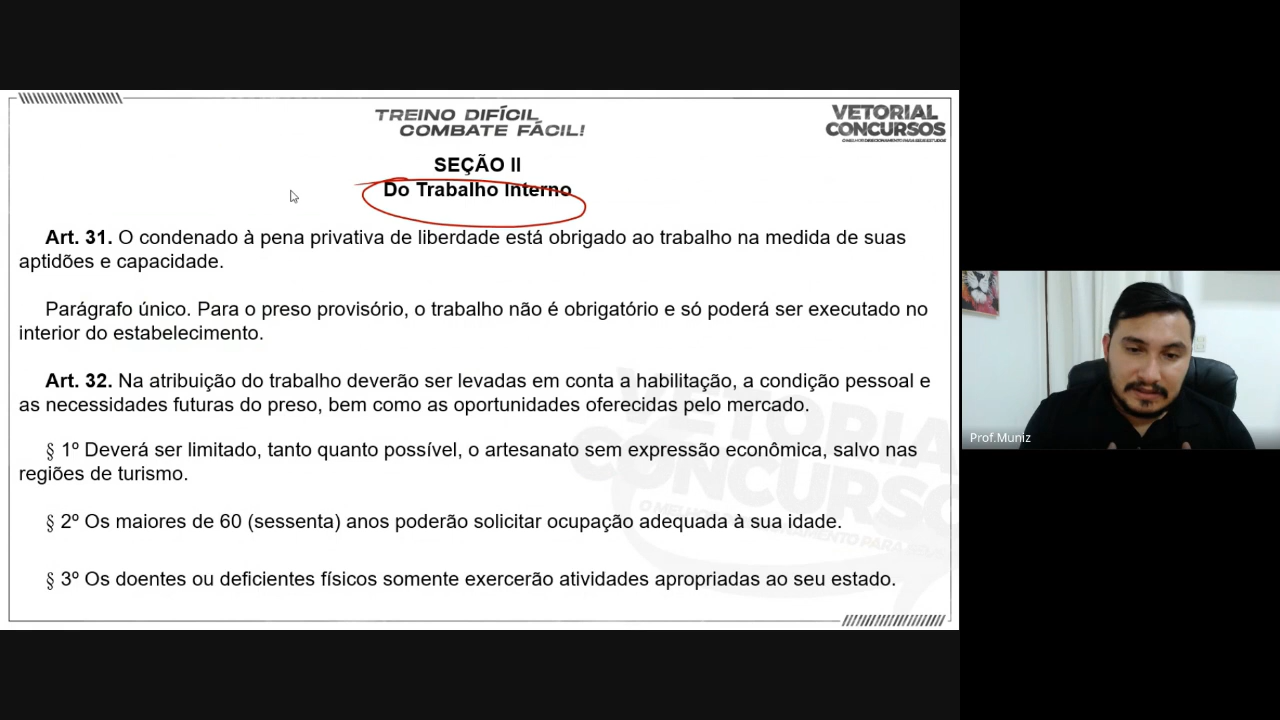 TREINO DIFÍCIL
COMBATE FÁCIL!
VETORIAL
CONCURSOS
O MELHOR DIRECIONAMENTO PARA SEUS ESTUDOS
SEÇÃO II
Do Trabalho Interno
Art. 31. O condenado à pena privativa de liberdade está obrigado ao trabalho na medida de suas
aptidões e capacidade.
Parágrafo único. Para o preso provisório, o trabalho não é obrigatório e só poderá ser executado no
interior do estabelecimento.
Art. 32. Na atribuição do trabalho deverão ser levadas em conta a habilitação, a condição pessoal e
as necessidades futuras do preso, bem como as oportunidades oferecidas pelo mercado.
§ 1º Deverá ser limitado, tanto quanto possível, o artesanato sem expressão econômica, salvo nas
regiões de turismo.
§ 2º Os maiores de 60 (sessenta) anos poderão solicitar ocupação adequada à sua idade.
§ 3º Os doentes ou deficientes físicos somente exercerão atividades apropriadas ao seu estado.
Prof.Muniz